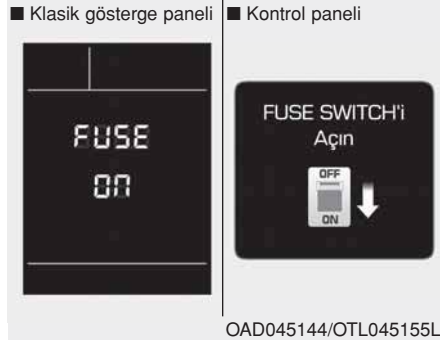 ■ Klasik gösterge paneli
■ Kontrol paneli
FUSE
on
FUSE SWITCH'i
Açın
OFF
ON
OAD045144/OTL045155L